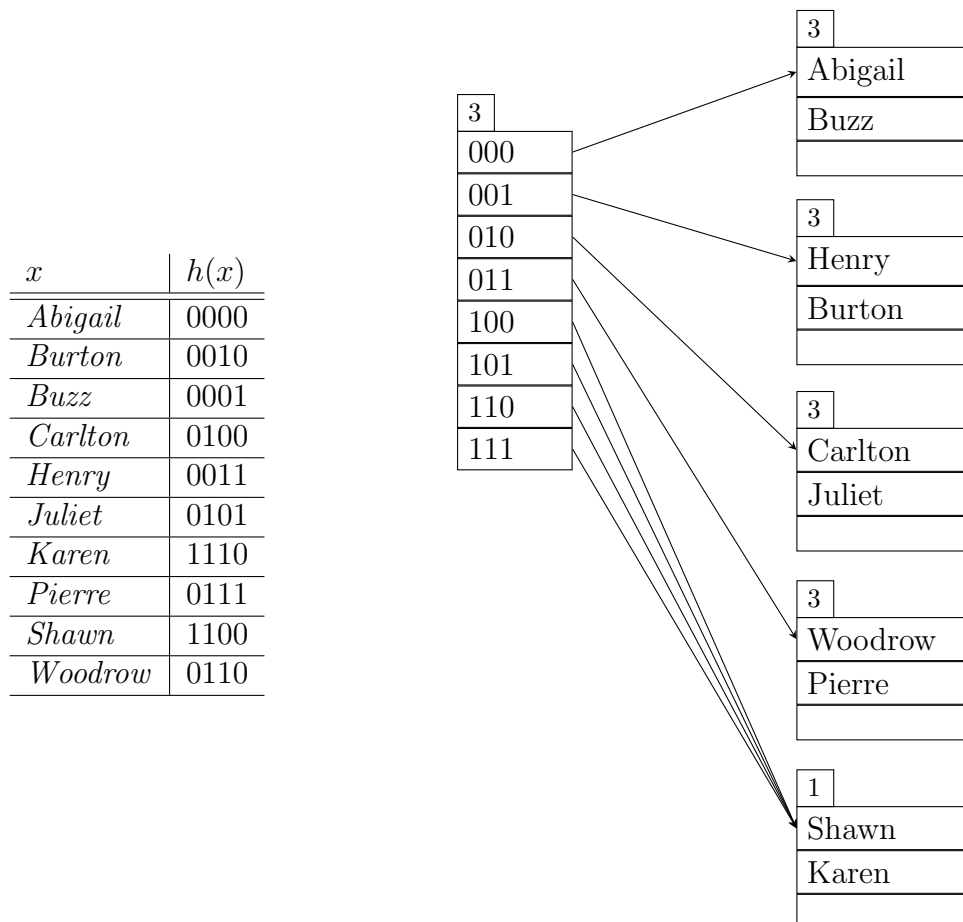 x h(x)
Abigail 0000
Burton 0010
Buzz 0001
Carlton 0100
Henry 0011
Juliet 0101
Karen 1110
Pierre 0111
Shawn 1100
Woodrow 0110
3
000
001
010
011
100
101
110
111
3
Abigail
Buzz
3
Henry
Burton
3
Carlton
Juliet
3
Woodrow
Pierre
1
Shawn
Karen